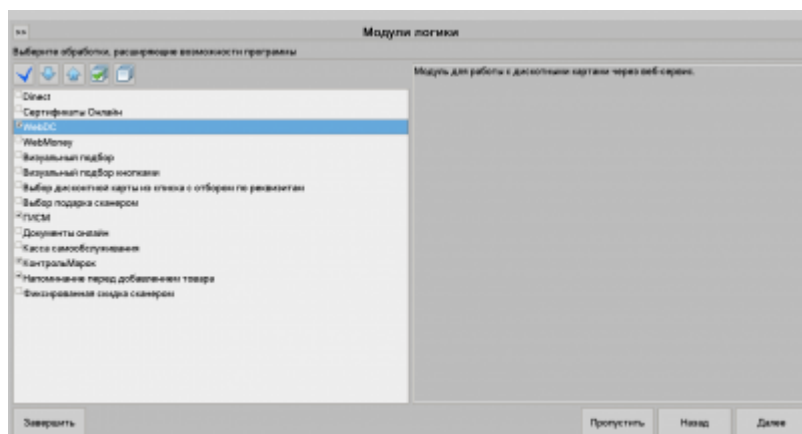 >>
Модули логики
Выберите обработки, расширяющие возможности программы
Модуль для работы с дисконтными картами через веб-сервис.
Direct
Сертификаты Онлайн
WebDC
WebMoney
Визуальный подбор
Визуальный подбор кнопками
Выбор дисконтной карты из списка с отбором по реквизитам
Выбор подарка сканером
Документы онлайн
Касса самообслуживания
КонтрольМарок
Напоминание перед добавлением товара
Фиксированная скидка сканером
Завершить
Пропустить
Назад
Далее